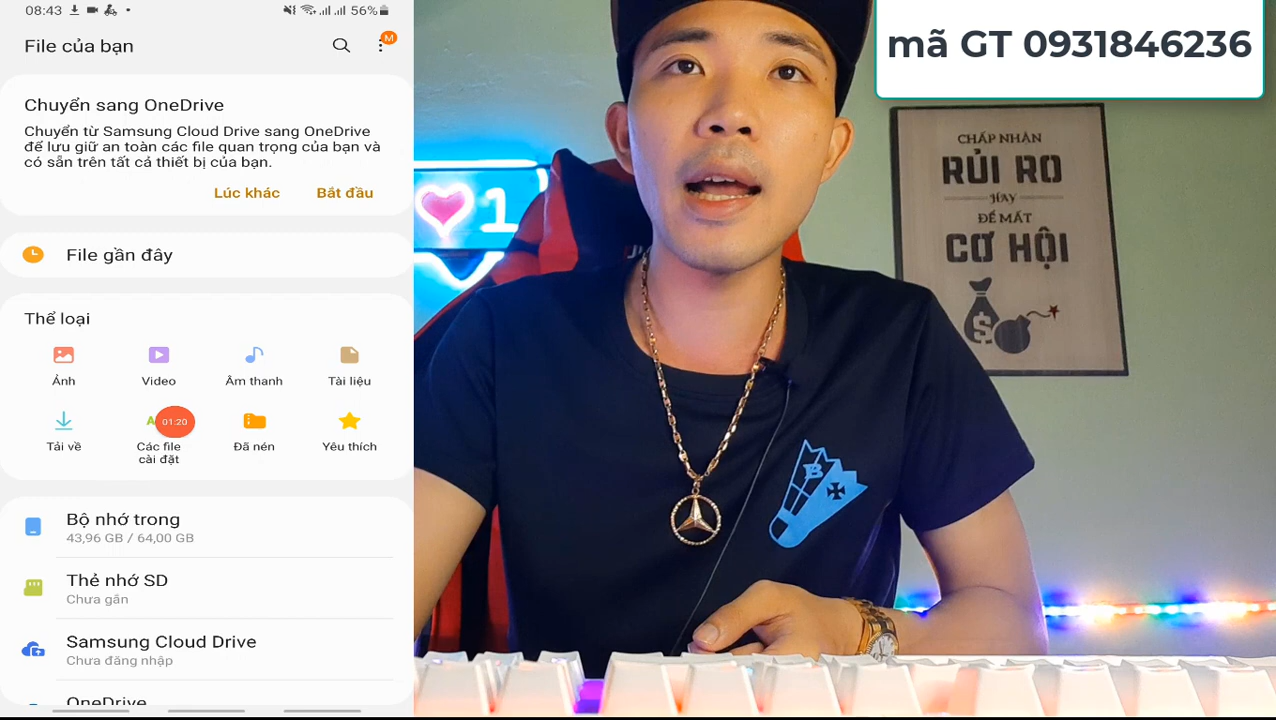 08:43
56%
File của bạn
M
Chuyển sang OneDrive
Chuyển từ Samsung Cloud Drive sang OneDrive
để lưu giữ an toàn các file quan trọng của bạn và
có sẵn trên tất cả thiết bị của bạn.
Lúc khác Bắt đầu
File gần đây
Thể loại
Ảnh Video Âm thanh Tài liệu
01:20
Tải về Các file Đã nén Yêu thích
cài đặt
Bộ nhớ trong
43,96 GB / 64,00 GB
Thẻ nhớ SD
Chưa gắn
Samsung Cloud Drive
Chưa đăng nhập
OneDrive
mã GT 0931846236
1
CHẤP NHẬN
RỦI RO
HAY
ĐỂ MẤT
CƠ HỘI
$
B